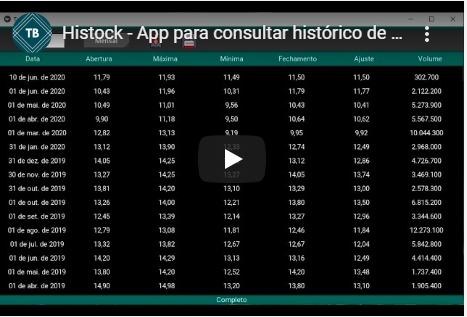 TB Histock - App para consultar histórico de ...
Mensal
Data Abertura Máxima Mínima Fechamento Ajuste Volume
10 de jun. de 2020 11,79 11,93 11,49 11,50 11,50 302.700
01 de jun. de 2020 10,43 11,96 10,31 11,79 11,77 2.122.200
01 de mai. de 2020 10,49 11,01 9,56 10,43 10,41 5.273.900
01 de abr. de 2020 9,90 11,18 9,50 10,64 10,62 5.567.500
01 de mar. de 2020 12,82 13,13 9,19 9,95 9,92 10.044.300
31 de jan. de 2020 13,12 13,90 12,74 12,49 2.968.000
31 de dez. de 2019 14,05 14,25 13,12 12,86 4.726.700
30 de nov. de 2019 13,27 14,25 14,05 13,74 3.469.100
31 de out. de 2019 13,81 14,20 13,10 13,29 13,00 2.578.300
01 de out. de 2019 13,26 14,00 12,21 13,80 13,50 6.815.200
01 de set. de 2019 12,45 13,39 12,14 13,27 12,96 3.344.600
01 de ago. de 2019 12,79 13,08 11,81 12,46 11,84 12.273.100
01 de jul. de 2019 13,32 13,82 12,67 12,67 12,04 5.842.800
01 de jun. de 2019 14,20 14,29 13,13 13,16 12,49 4.414.400
01 de mai. de 2019 13,80 14,20 12,52 14,20 13,48 1.737.400
01 de abr. de 2019 14,90 14,98 13,20 13,80 13,10 1.905.400
Completo